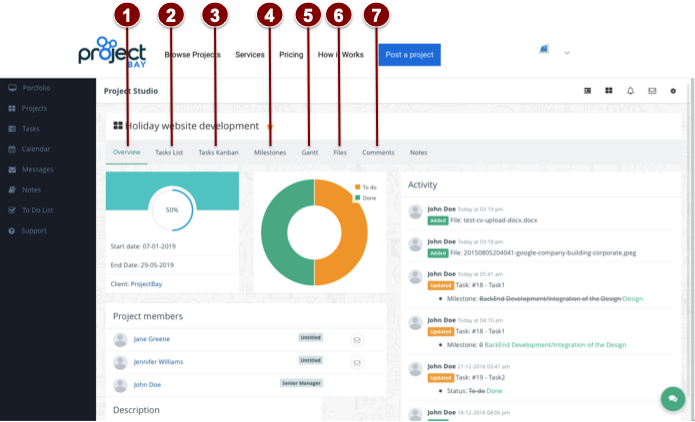 1 2 3 4 5 6 7
project BAY
Browse Projects Services Pricing How it Works Post a project
Portfolio
Projects
Tasks
Calendar
Messages
Notes
To Do List
Support
Project Studio
Holiday website development
Overview Tasks List Tasks Kanban Milestones Gantt Files Comments Notes
50%
Start date: 07-01-2019
End Date: 29-05-2019
Client: ProjectBay
To do
Done
Project members
Jane Greene Untitled
Jennifer Williams Untitled
John Doe Senior Manager
Description
Activity
John Doe Today at 03:19 pm
Added File: test-cv-upload-docx.docx
John Doe Today at 03:18 pm
Added File: 20150805204041-google-company-building-corporate.jpeg
John Doe Today at 05:41 am
Updated Task: #18 - Task1
Milestone: BackEnd Development/Integration of the Design Design
John Doe Today at 04:10 am
Updated Task: #18 - Task1
Milestone: 0 BackEnd Development/Integration of the Design
John Doe 21-12-2018 03:41 am
Updated Task: #19 - Task2
Status: To do Done
John Doe 18-12-2018 04:06 pm